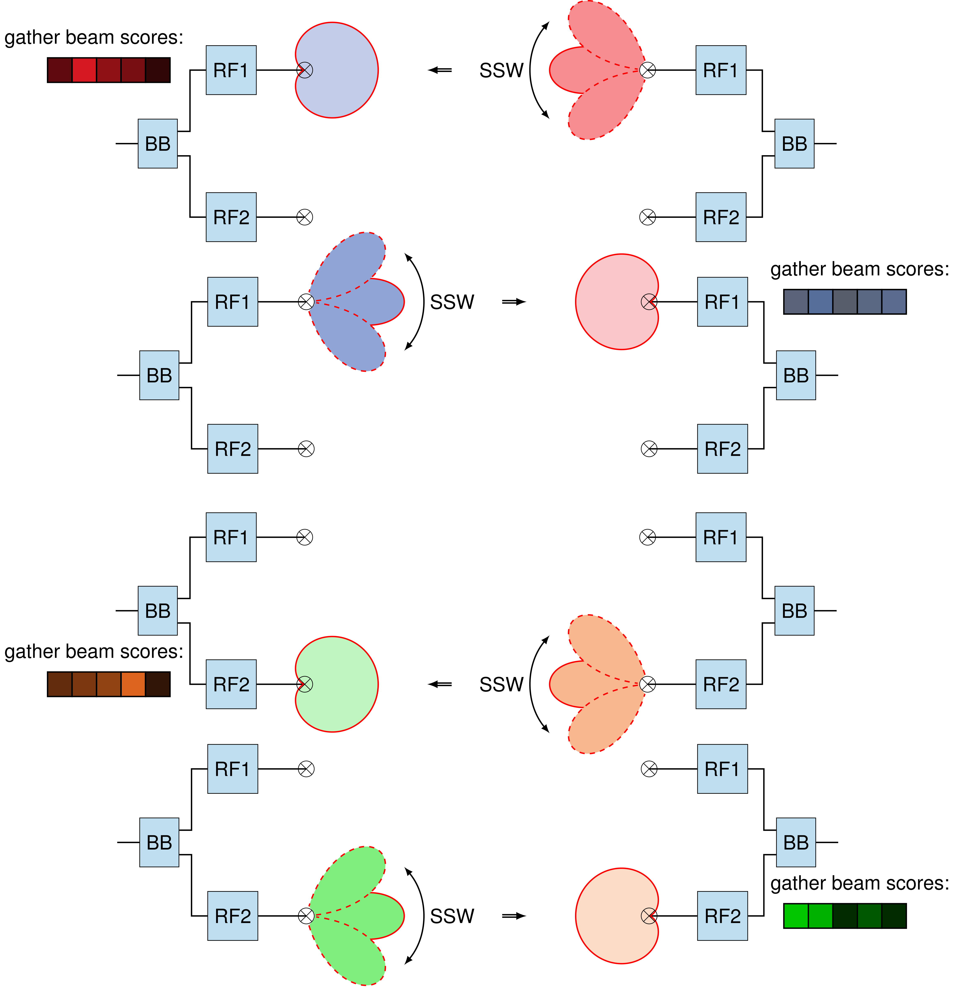 gather beam scores:
RF1
SSW
RF1
BB
BB
RF2
RF2
gather beam scores:
RF1
SSW
RF1
BB
BB
RF2
RF2
RF1
RF1
BB
BB
gather beam scores:
RF2
SSW
RF2
RF1
RF1
BB
BB
gather beam scores:
RF2
SSW
RF2